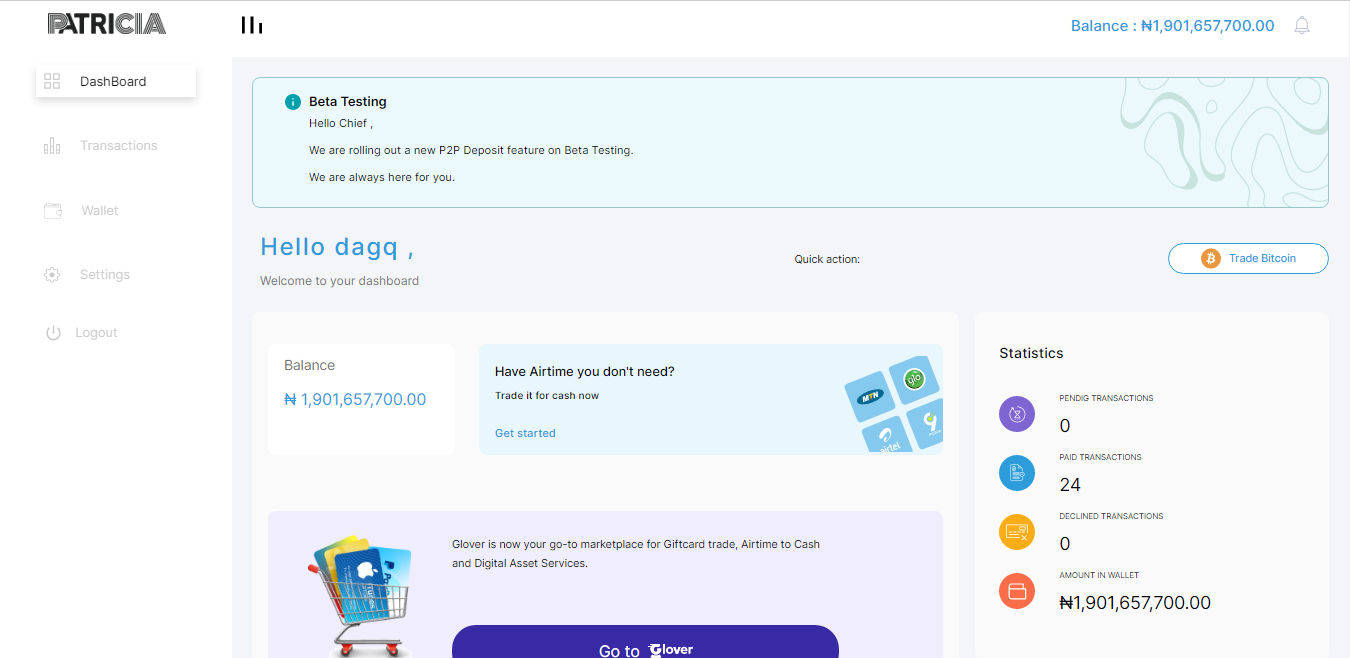 PATRICIA
Balance : ₦1,901,657,700.00
DashBoard
Transactions
Wallet
Settings
Logout
Beta Testing
Hello Chief ,
We are rolling out a new P2P Deposit feature on Beta Testing.
We are always here for you.
Hello dagq ,
Welcome to your dashboard
Quick action:
Trade Bitcoin
Balance
₦ 1,901,657,700.00
Have Airtime you don't need?
Trade it for cash now
Get started
MTN
glo
airtel
Statistics
PENDIG TRANSACTIONS
0
PAID TRANSACTIONS
24
DECLINED TRANSACTIONS
0
AMOUNT IN WALLET
₦1,901,657,700.00
Glover is now your go-to marketplace for Giftcard trade, Airtime to Cash
and Digital Asset Services.
Go to Glover